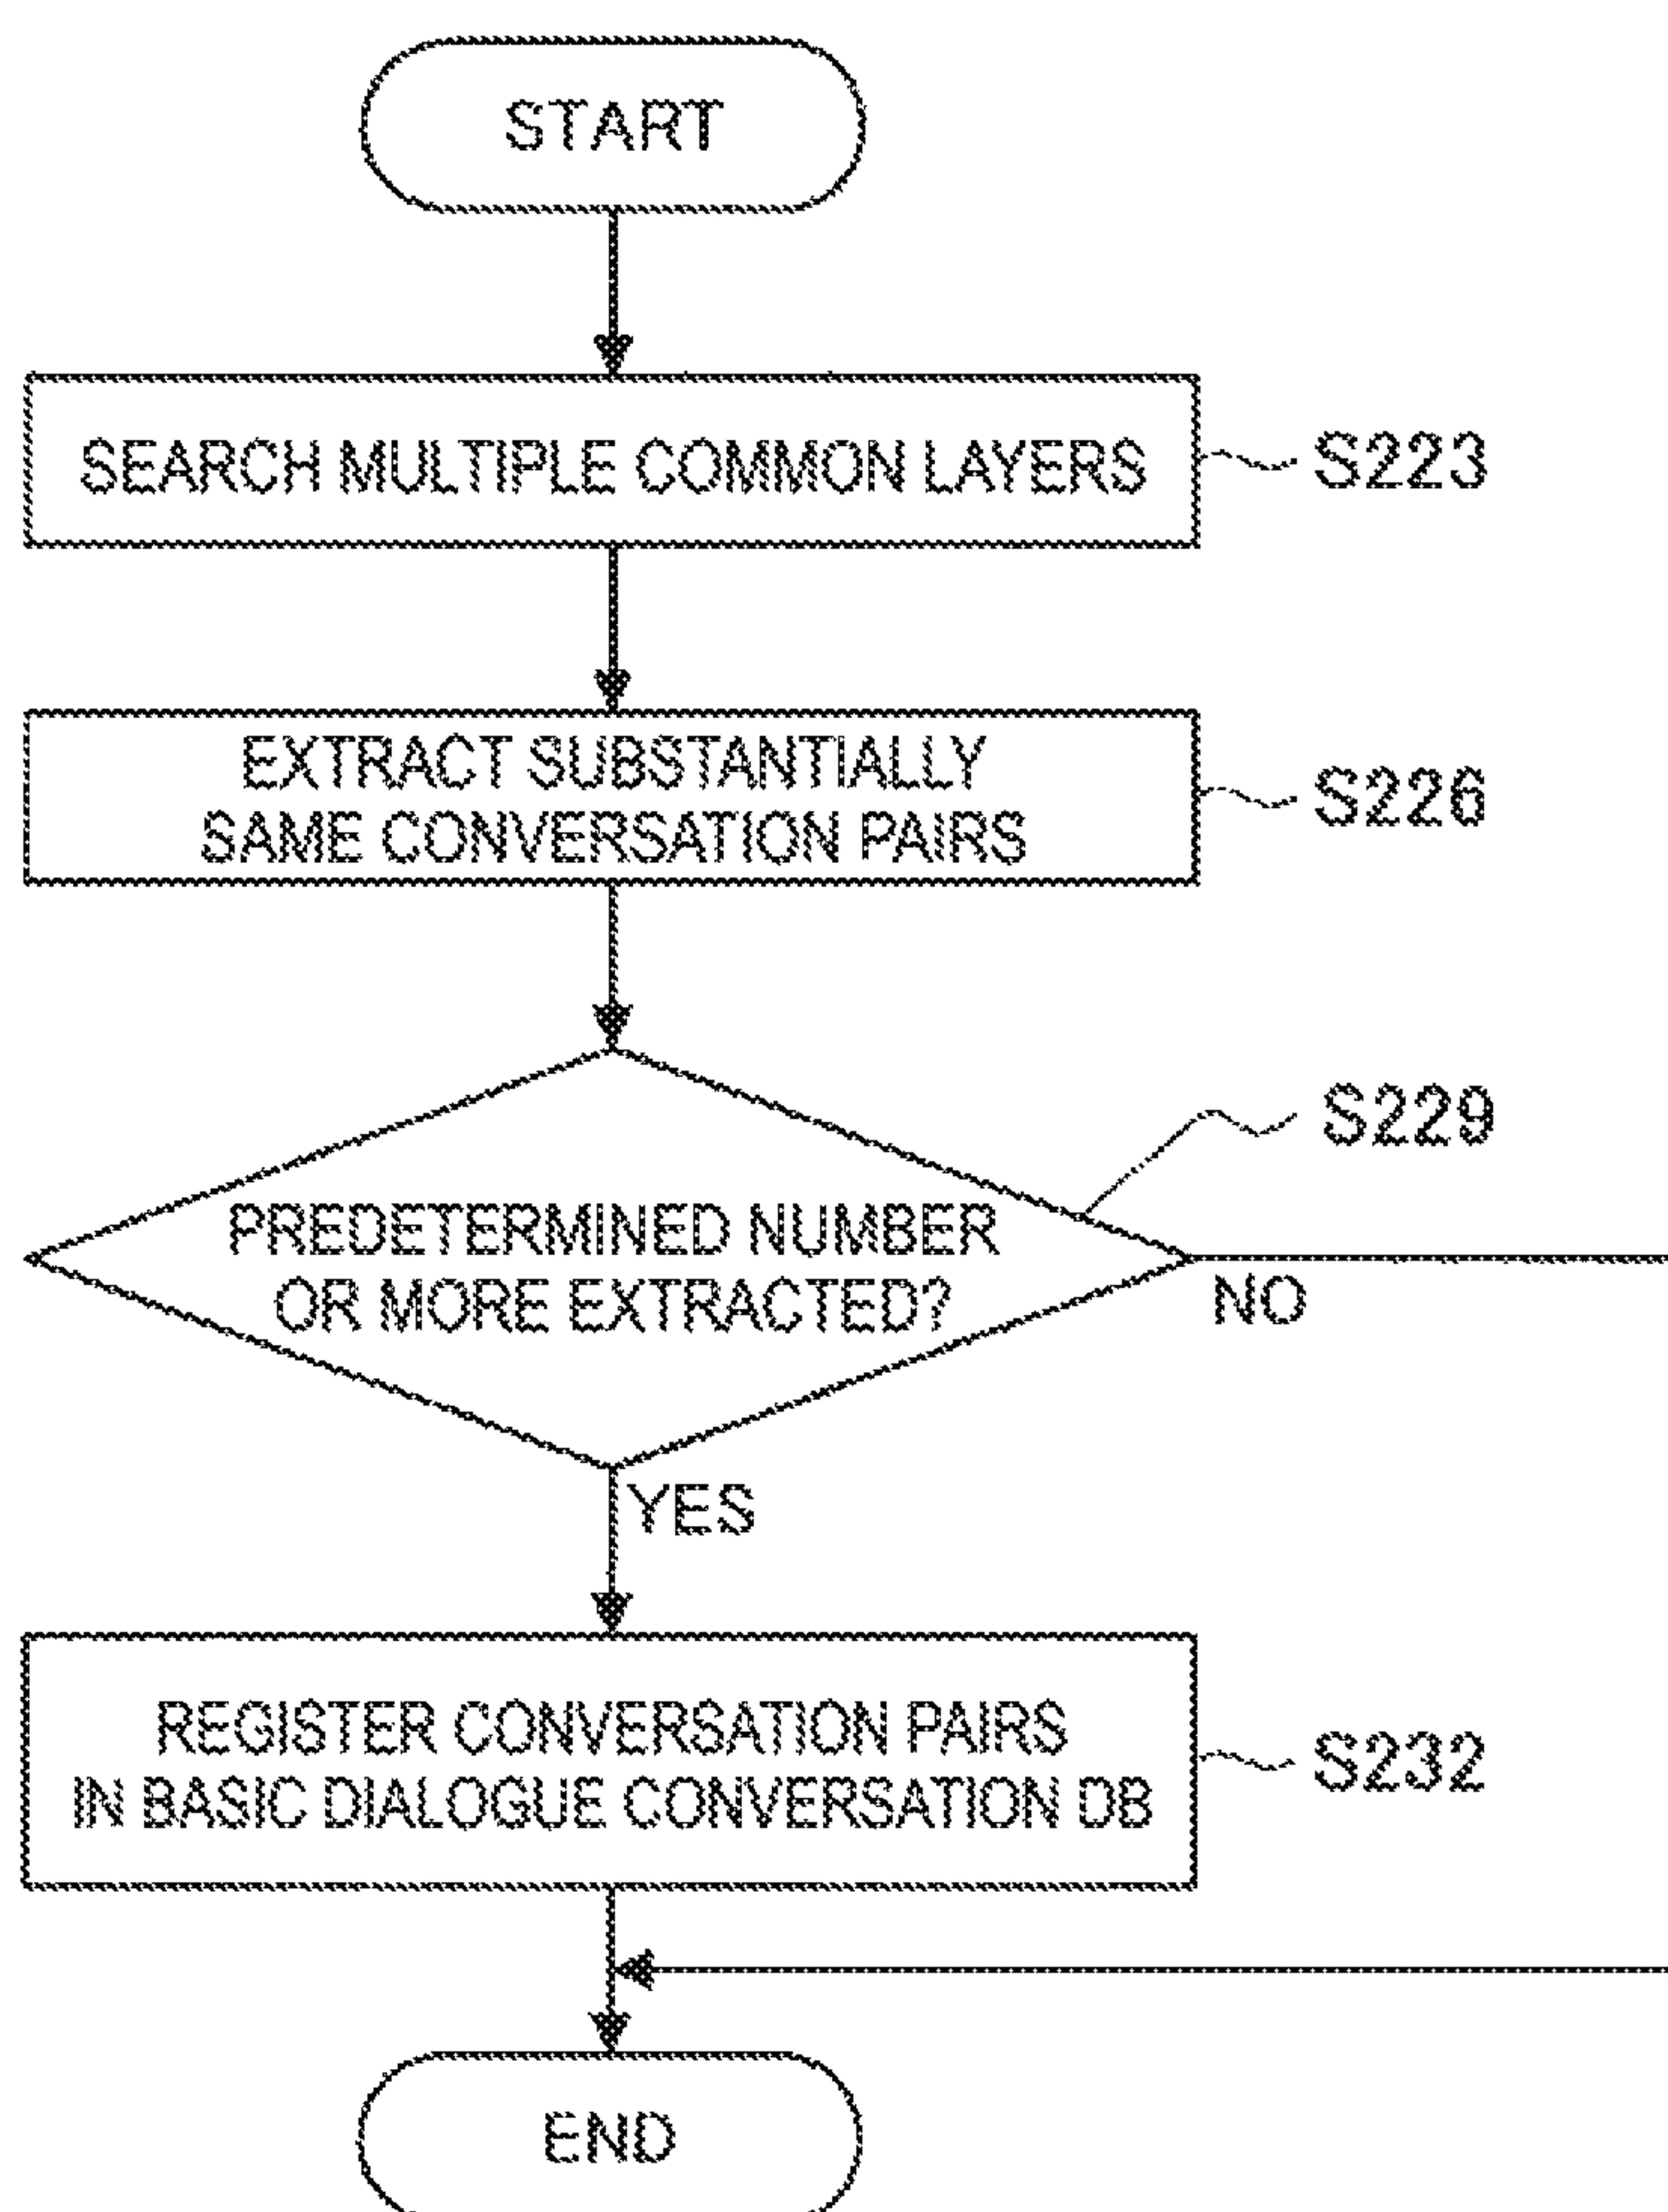 START
SEARCH MULTIPLE COMMON LAYERS
S223
EXTRACT SUBSTANTIALLY
SAME CONVERSATION PAIRS
S226
S229
PREDETERMINED NUMBER
OR MORE EXTRACTED?
NO
YES
REGISTER CONVERSATION PAIRS
IN BASIC DIALOGUE CONVERSATION DB
S232
END